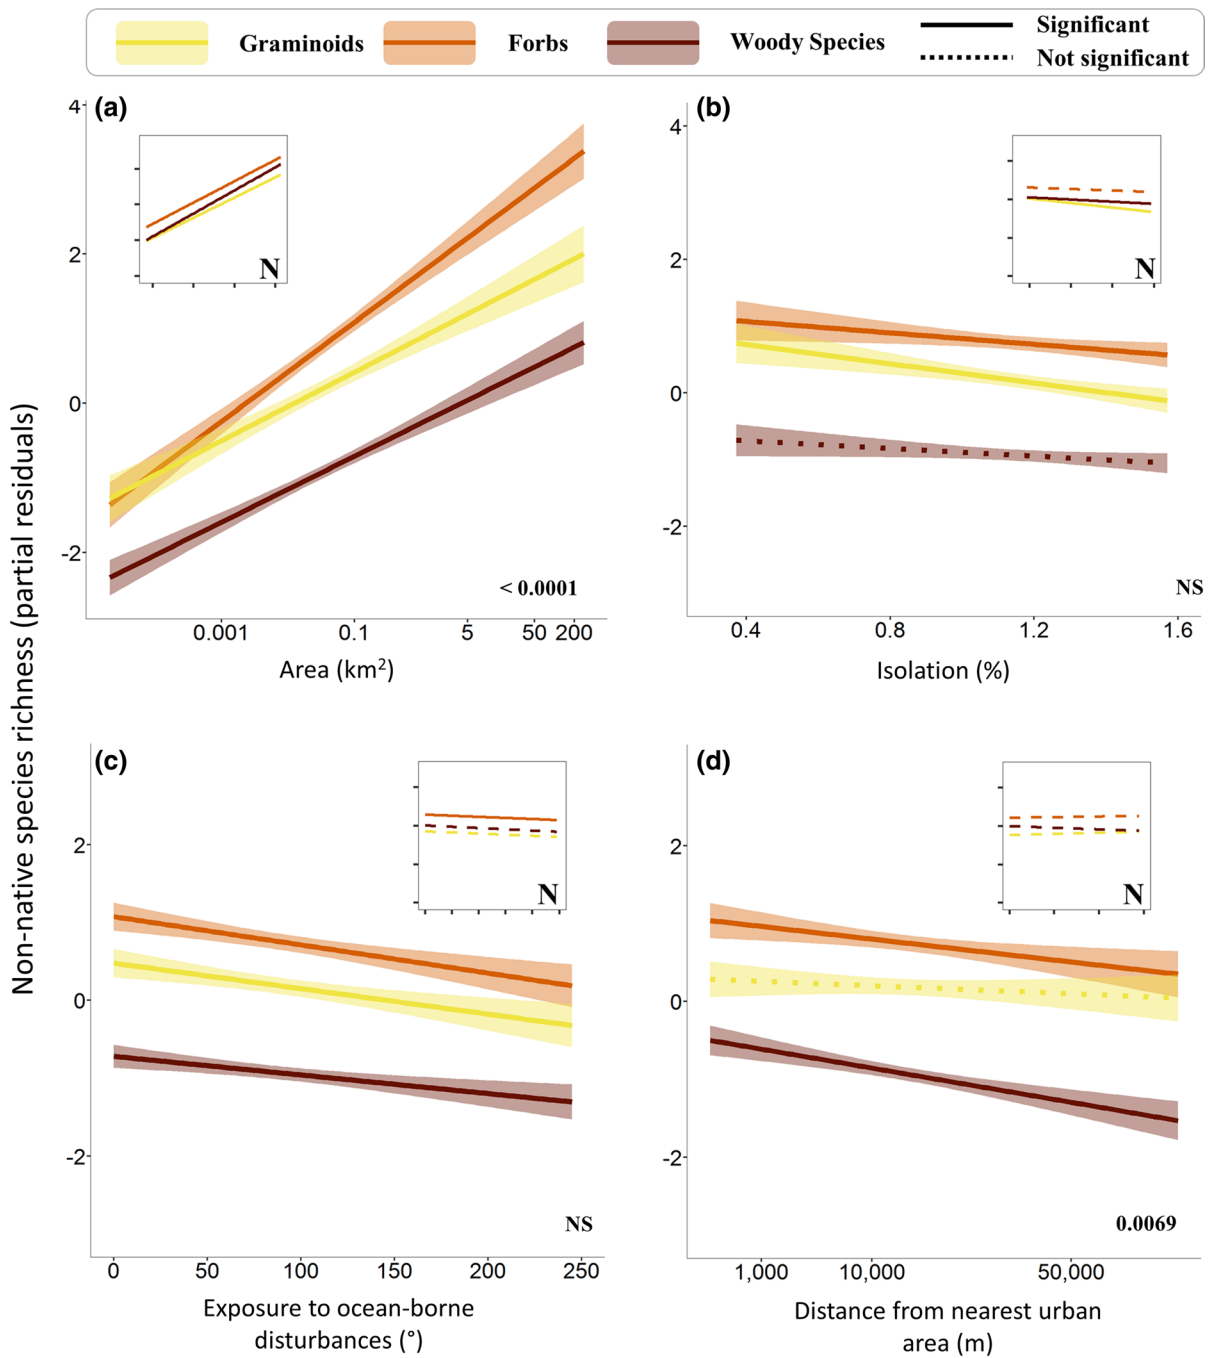 Graminoids Forbs Woody Species Significant
Not significant
Non-native species richness (partial residuals)
(a)
4
2
0
-2
N
< 0.0001
0.001 0.1 5 50 200
Area (km²)
(b)
4
2
0
-2
N
NS
0.4 0.8 1.2 1.6
Isolation (%)
(c)
2
0
-2
N
NS
0 50 100 150 200 250
Exposure to ocean-borne
disturbances (°)
(d)
2
0
-2
N
0.0069
1,000 10,000 50,000
Distance from nearest urban
area (m)